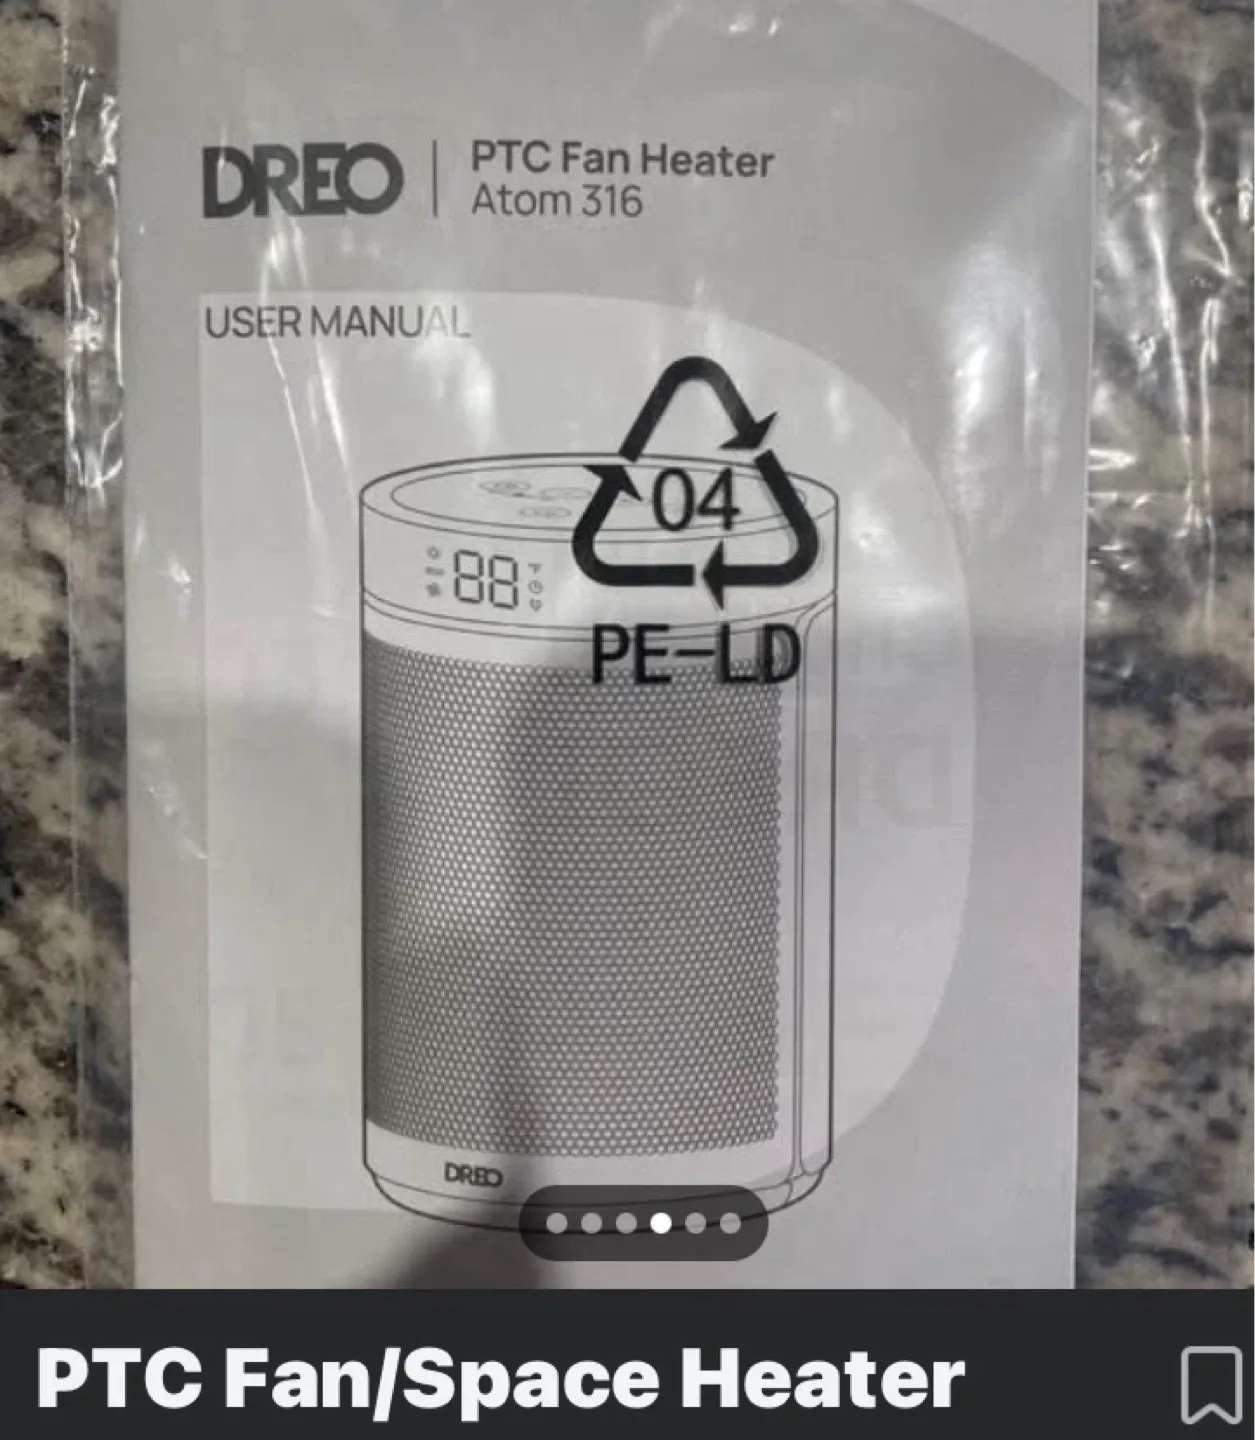 DREO
PTC Fan Heater
Atom 316
USER MANUAL
04
88
PE-LD
DREO
PTC Fan/Space Heater